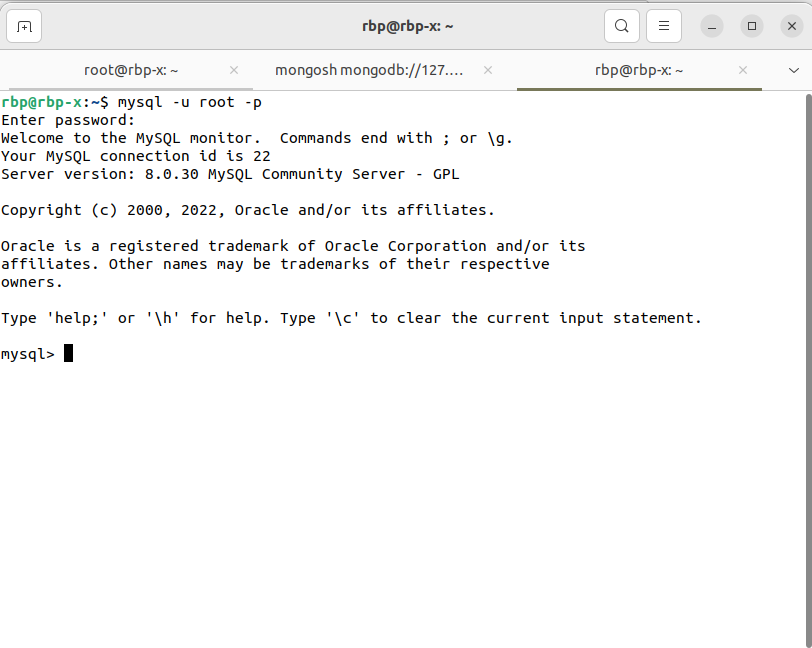 rbp@rbp-x: ~
root@rbp-x: ~
mongosh mongodb://127....
rbp@rbp-x: ~
rbp@rbp-x:~$ mysql -u root -p
Enter password:
Welcome to the MySQL monitor.  Commands end with ; or \g.
Your MySQL connection id is 22
Server version: 8.0.30 MySQL Community Server - GPL
Copyright (c) 2000, 2022, Oracle and/or its affiliates.
Oracle is a registered trademark of Oracle Corporation and/or its
affiliates. Other names may be trademarks of their respective
owners.
Type 'help;' or '\h' for help. Type '\c' to clear the current input statement.
mysql>